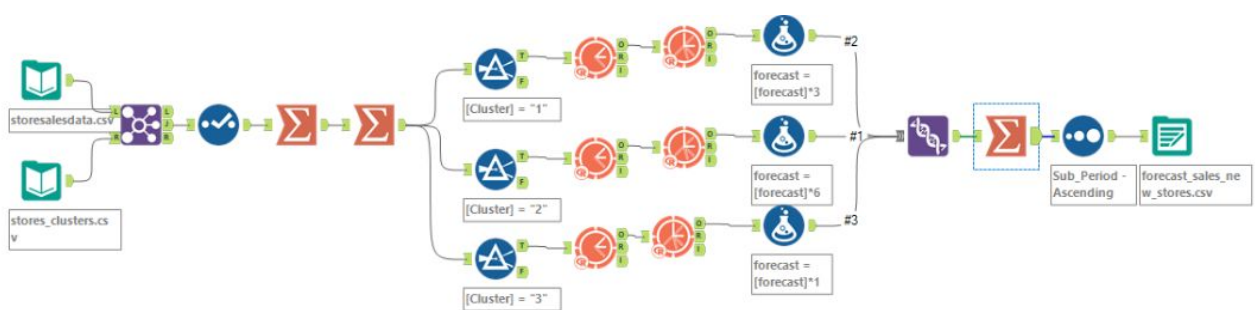 storesalesdata.csv
stores_clusters.cs
v
L
R
L
J
R
[Cluster] = "1"
T
F
O
R
I
O
R
I
forecast =
[forecast]*3
#2
[Cluster] = "2"
T
F
O
R
I
O
R
I
forecast =
[forecast]*6
#1
[Cluster] = "3"
T
F
O
R
I
O
R
I
forecast =
[forecast]*1
#3
Sub_Period -
Ascending
forecast_sales_ne
w_stores.csv